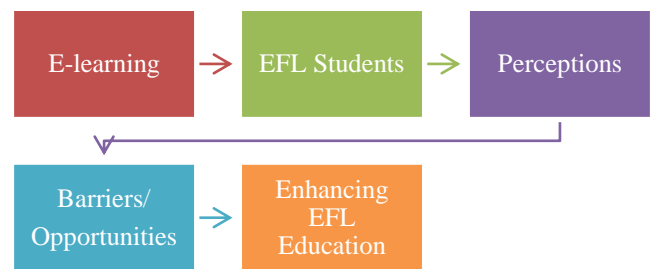 E-learning
EFL Students
Perceptions
Barriers/
Opportunities
Enhancing
EFL
Education